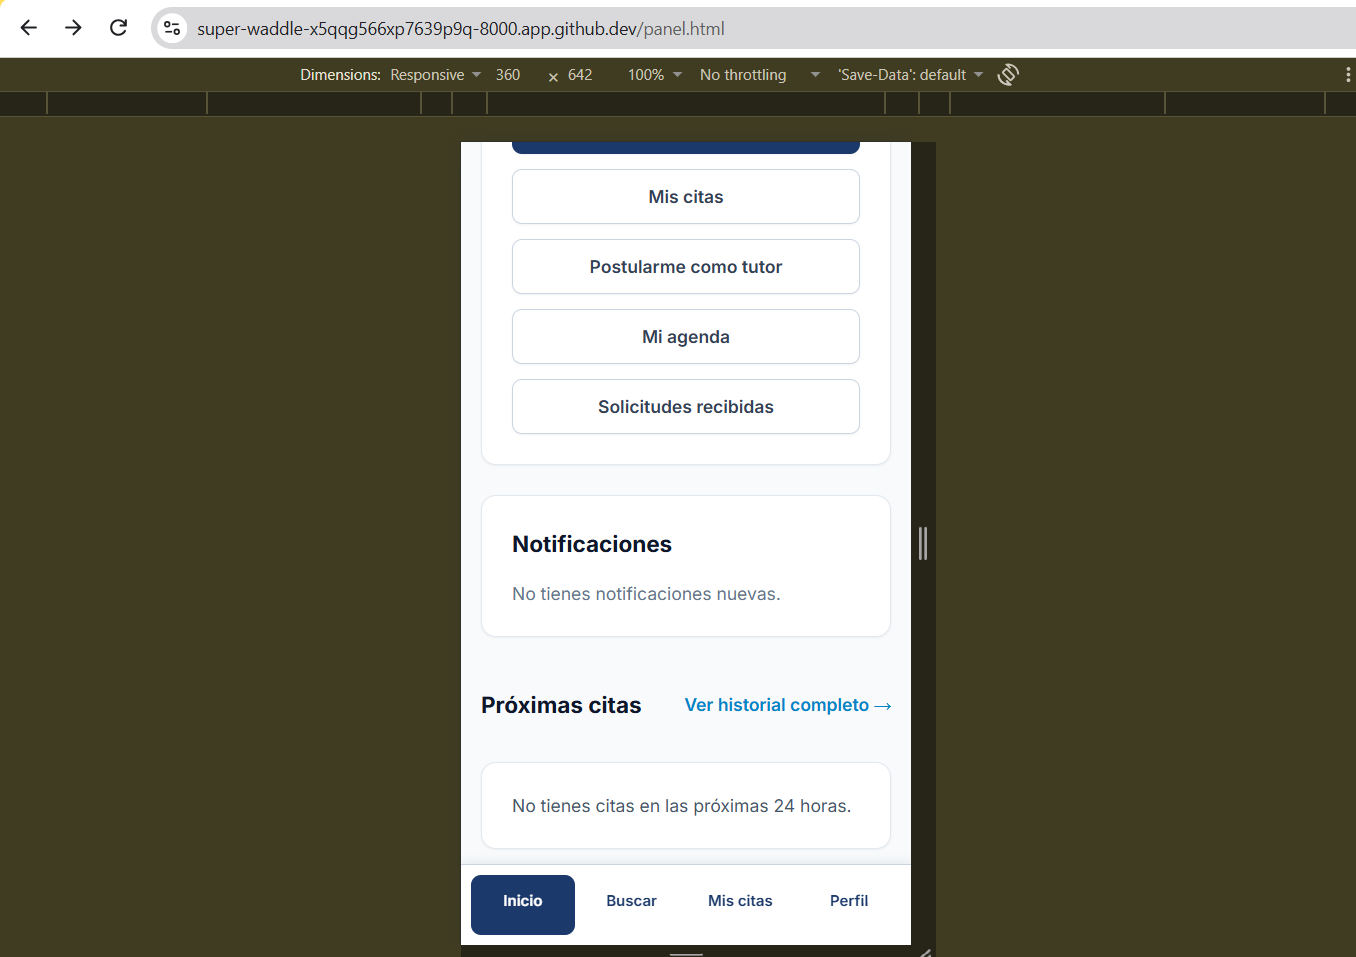 super-waddle-x5qqg566xp7639p9q-8000.app.github.dev/panel.html
Dimensions: Responsive 360 × 642 100% No throttling 'Save-Data': default
Mis citas
Postularme como tutor
Mi agenda
Solicitudes recibidas
Notificaciones
No tienes notificaciones nuevas.
Próximas citas Ver historial completo →
No tienes citas en las próximas 24 horas.
Inicio Buscar Mis citas Perfil